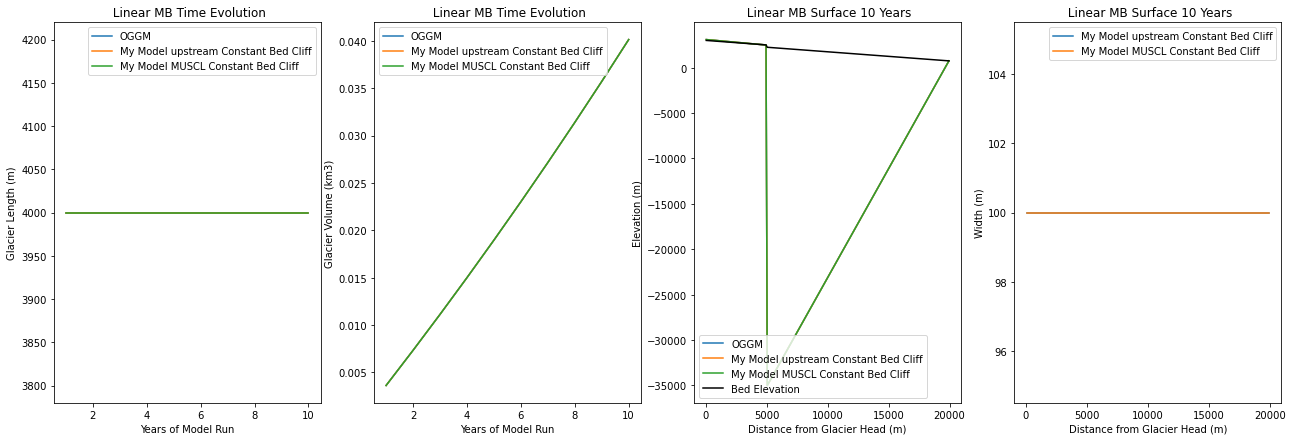 Linear MB Time Evolution
4200
4150
4100
4050
4000
3950
3900
3850
3800
Glacier Length (m)
OGGM
My Model upstream Constant Bed Cliff
My Model MUSCL Constant Bed Cliff
2
4
6
8
10
Years of Model Run
Linear MB Time Evolution
0.040
0.035
0.030
0.025
0.020
0.015
0.010
0.005
Glacier Volume (km3)
OGGM
My Model upstream Constant Bed Cliff
My Model MUSCL Constant Bed Cliff
2
4
6
8
10
Years of Model Run
Linear MB Surface 10 Years
0
−5000
−10000
−15000
−20000
−25000
−30000
−35000
Elevation (m)
OGGM
My Model upstream Constant Bed Cliff
My Model MUSCL Constant Bed Cliff
Bed Elevation
0
5000
10000
15000
20000
Distance from Glacier Head (m)
Linear MB Surface 10 Years
104
102
100
98
96
Width (m)
My Model upstream Constant Bed Cliff
My Model MUSCL Constant Bed Cliff
0
5000
10000
15000
20000
Distance from Glacier Head (m)